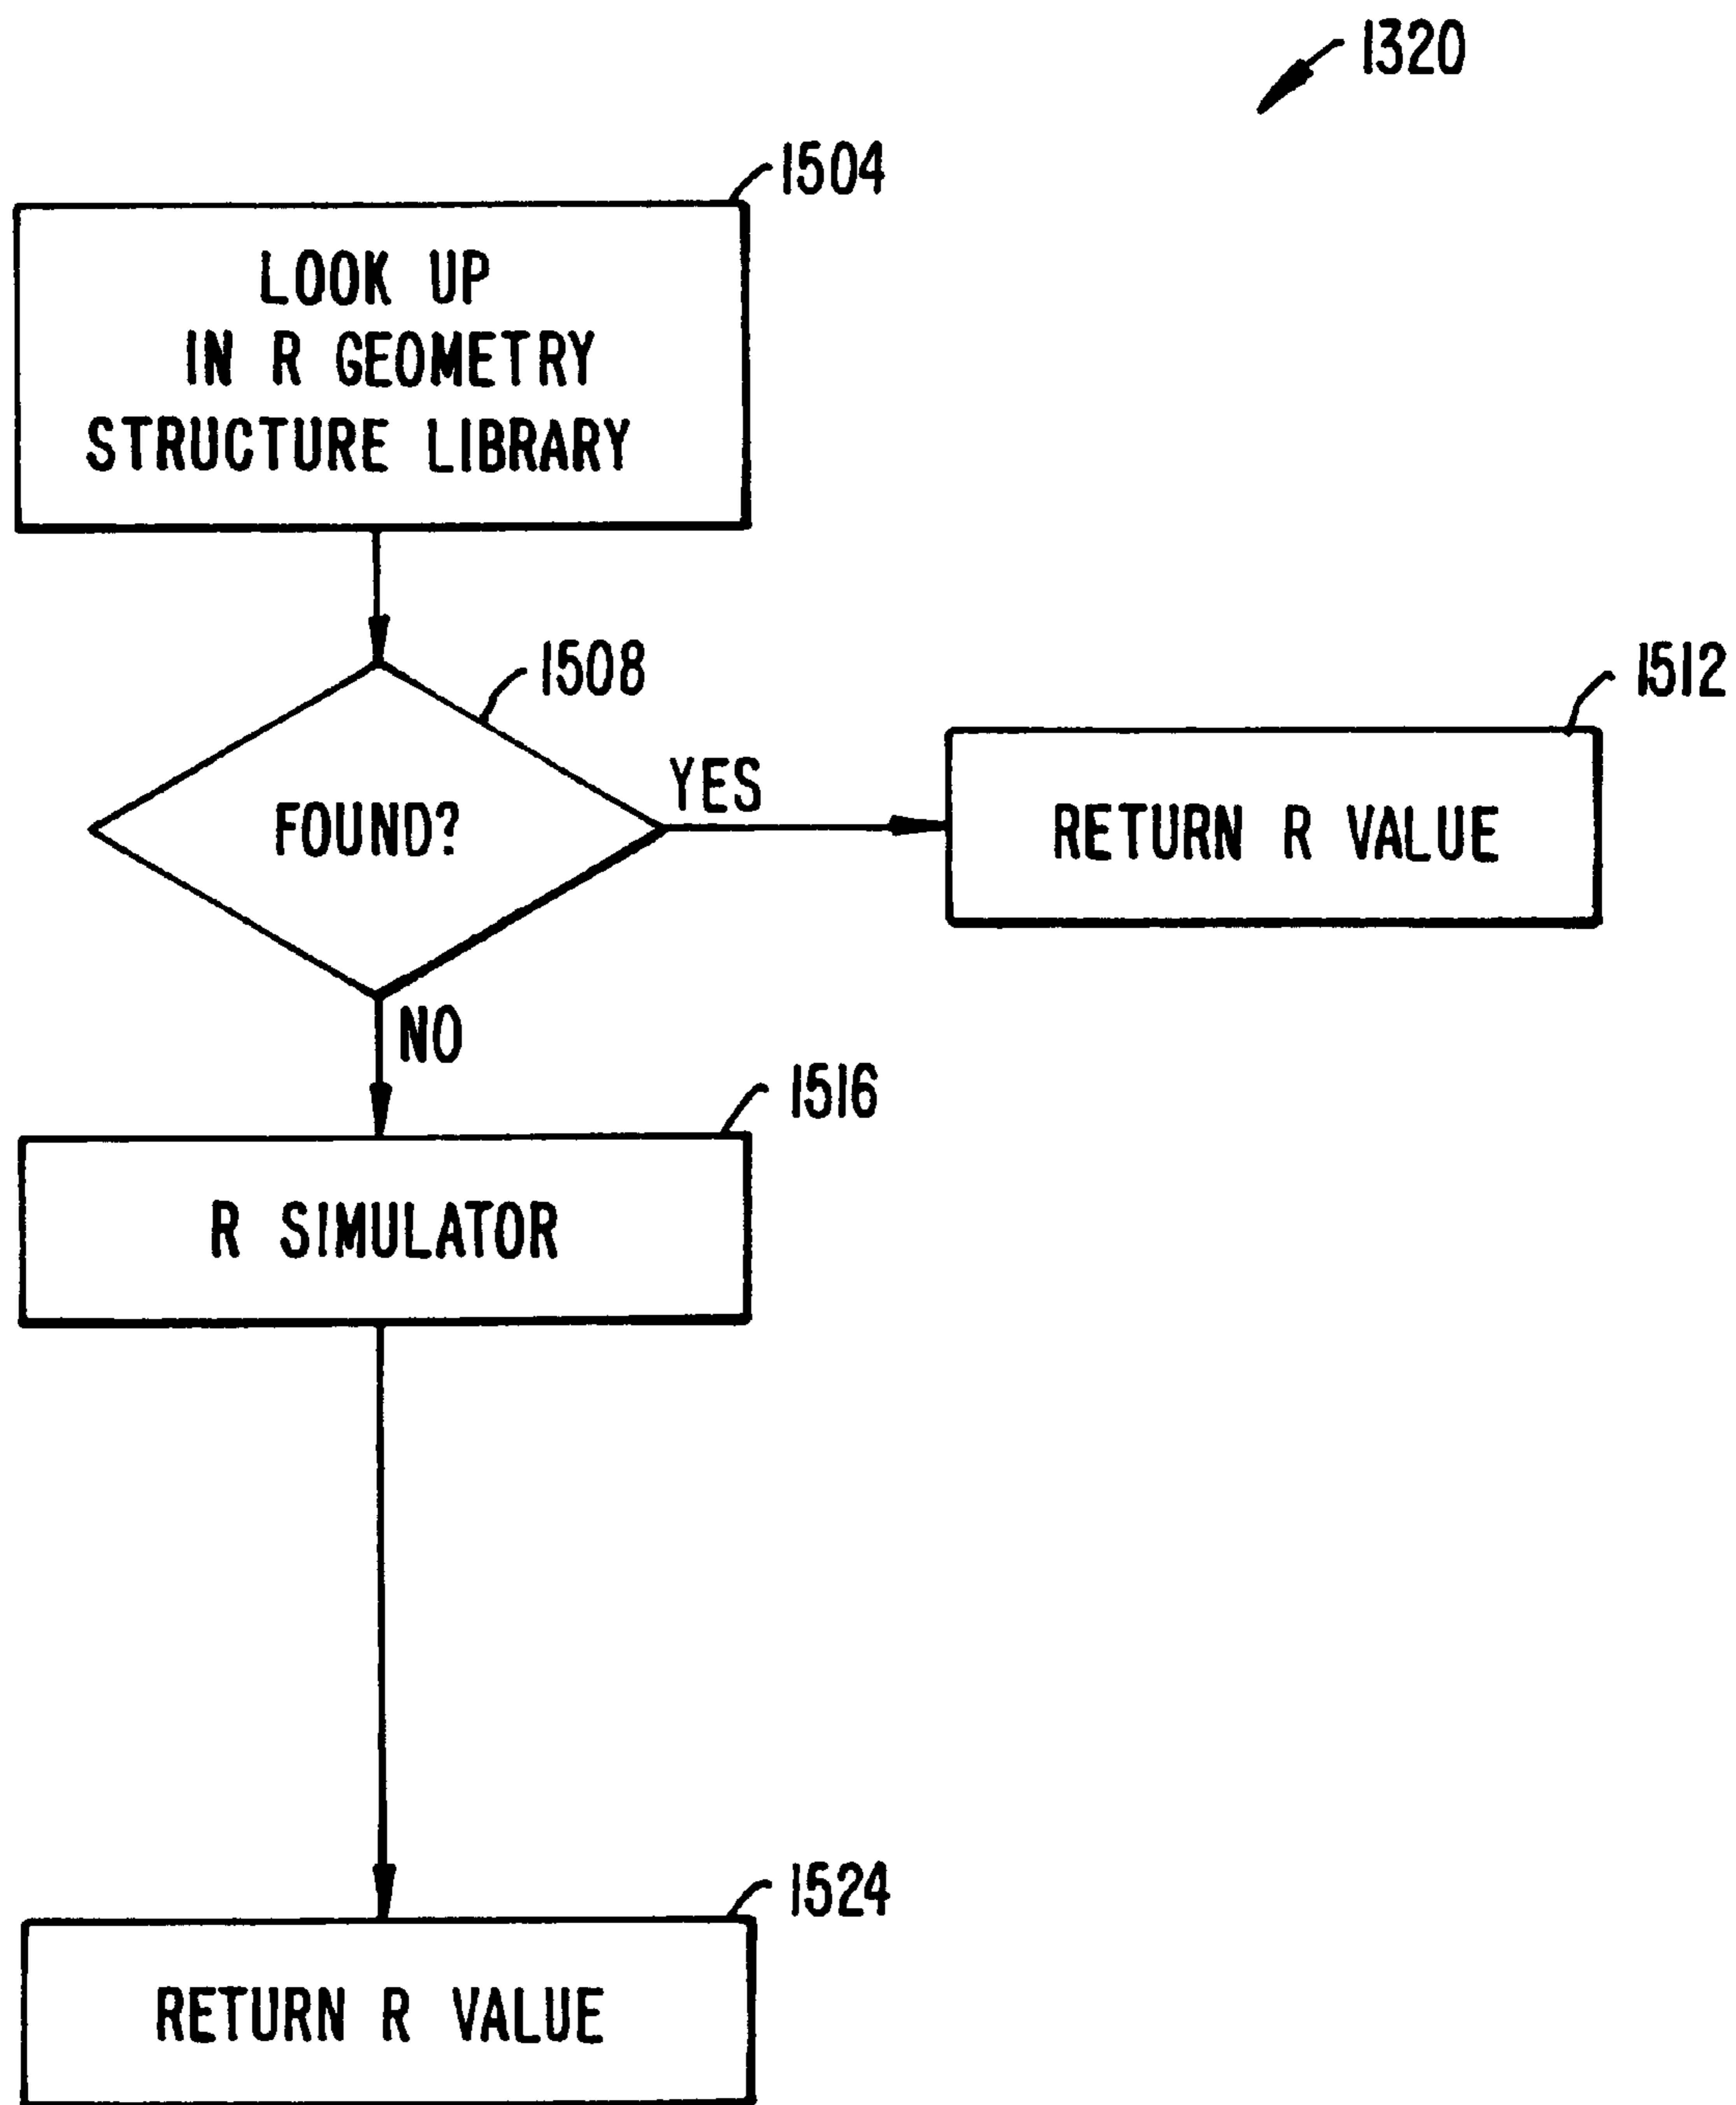 1320
1504
LOOK UP
IN R GEOMETRY
STRUCTURE LIBRARY
1508
1512
YES
FOUND?
RETURN R VALUE
NO
1516
R SIMULATOR
1524
RETURN R VALUE